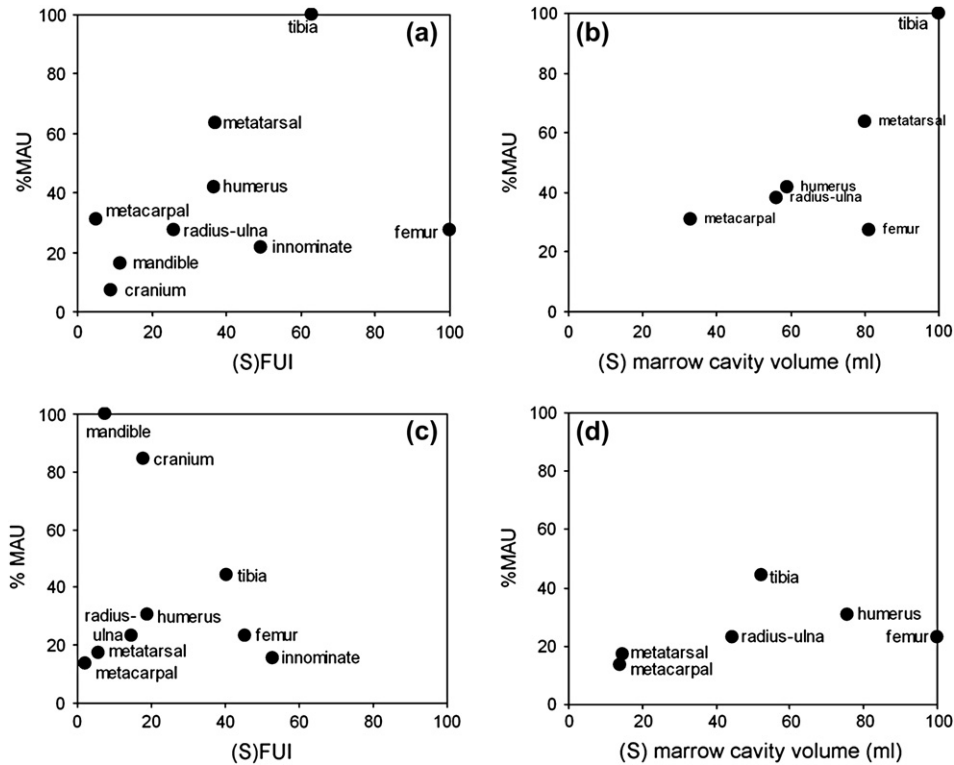 100
80
60
40
20
0
%MAU
(a)
tibia
metatarsal
humerus
metacarpal
radius-ulna
femur
innominate
mandible
cranium
0 20 40 60 80 100
(S)FUI
100
80
60
40
20
0
%MAU
(b)
tibia
metatarsal
humerus
radius-ulna
metacarpal
femur
0 20 40 60 80 100
(S) marrow cavity volume (ml)
100
80
60
40
20
0
% MAU
(c)
mandible
cranium
tibia
radius-
ulna
humerus
femur
metatarsal
innominate
metacarpal
0 20 40 60 80 100
(S)FUI
100
80
60
40
20
0
%MAU
(d)
tibia
humerus
radius-ulna
femur
metatarsal
metacarpal
0 20 40 60 80 100
(S) marrow cavity volume (ml)